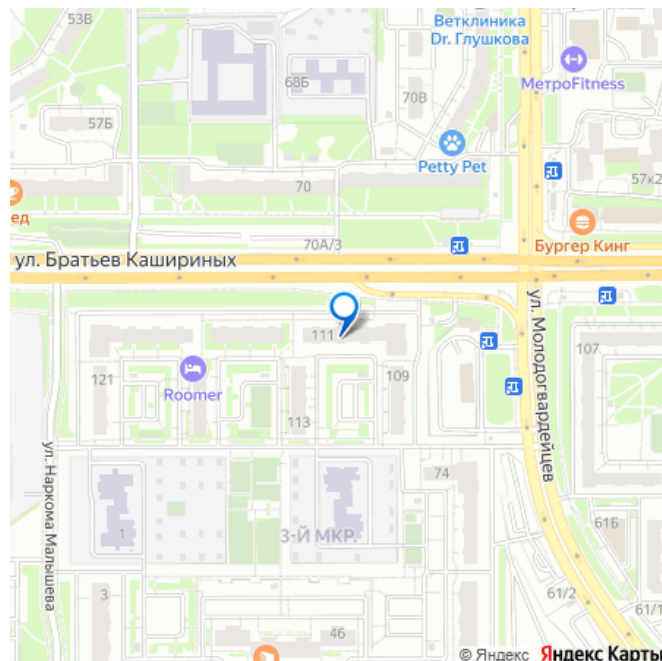 53В
Ветклиника
Dr. Глушкова
68Б
МетроFitness
70В
57Б
Petty Pet
57к2
70
ед
Бургер Кинг
70А/3
ул. Братьев Кашириных
111
107
121
Roomer
109
113
ул. Молодогвардейцев
ул. Наркома Малышева
74
1
3-Й МКР.
61Б
3
61/2
61/1
46
© Яндекс Яндекс Карты